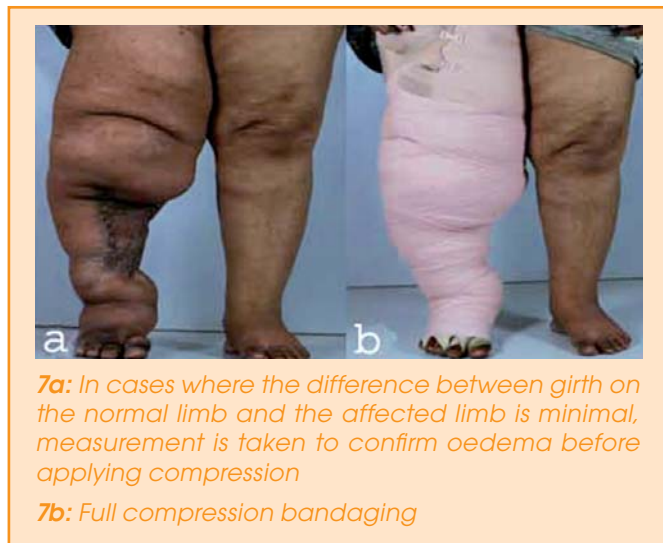 a
b
7a: In cases where the difference between girth on
the normal limb and the affected limb is minimal,
measurement is taken to confirm oedema before
applying compression
7b: Full compression bandaging